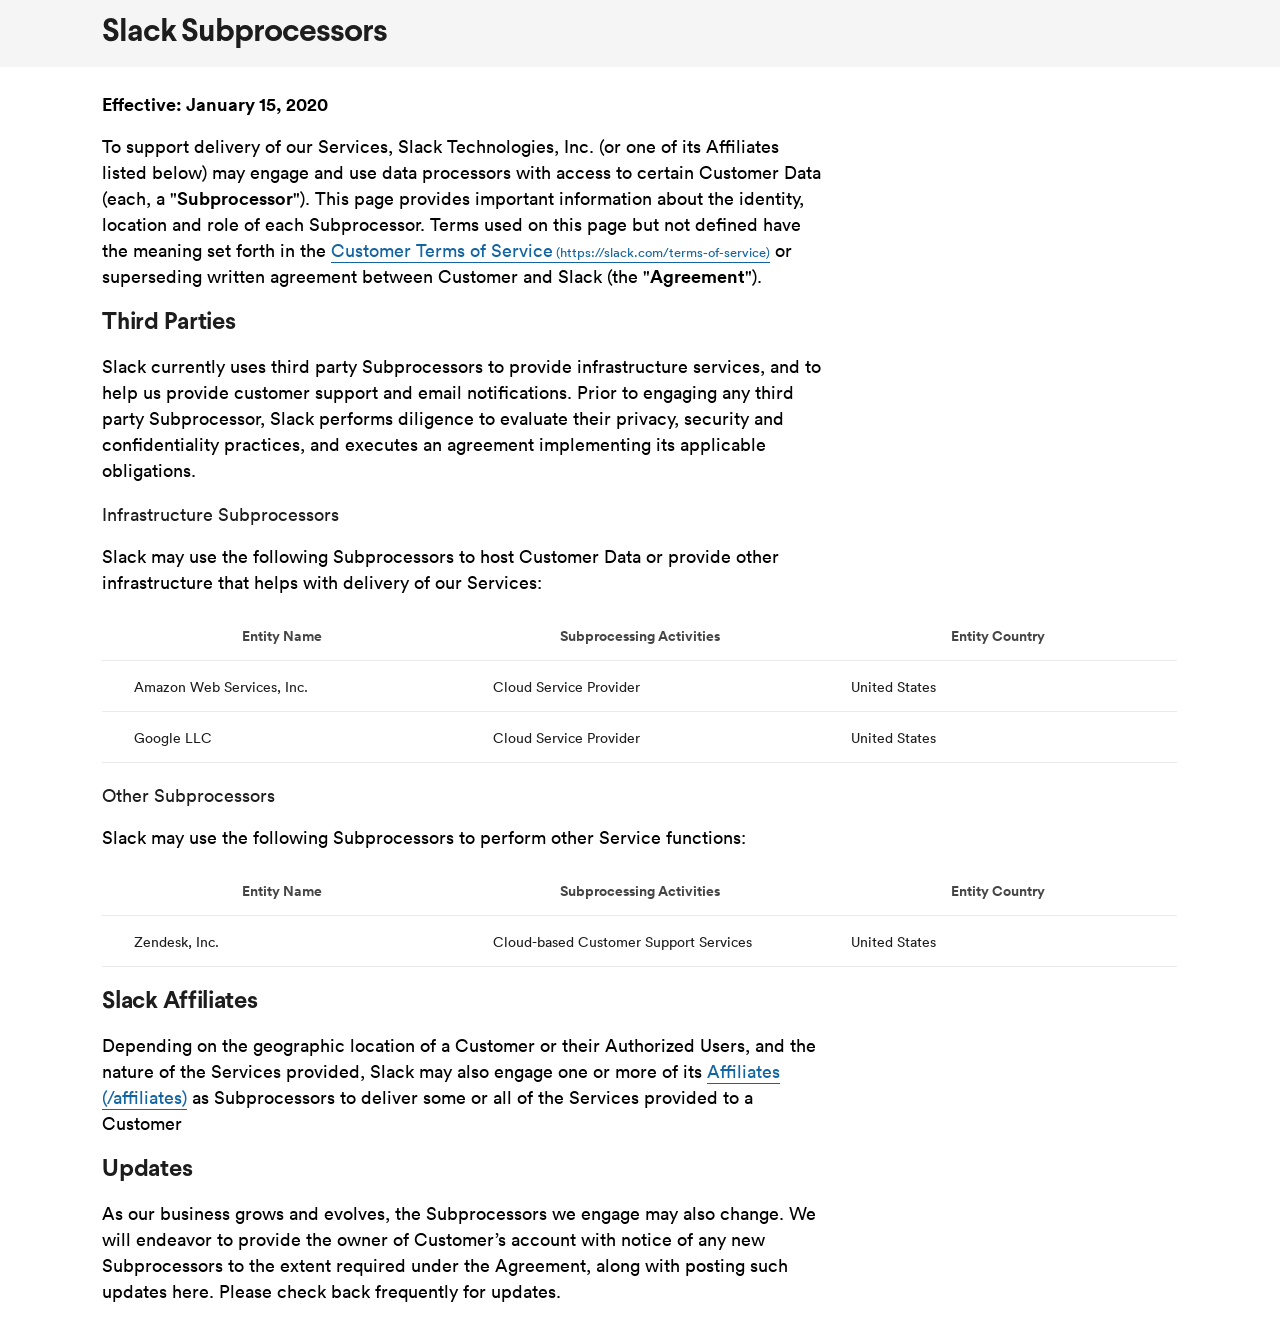 Slack Subprocessors
Effective: January 15, 2020
To support delivery of our Services, Slack Technologies, Inc. (or one of its Affiliates
listed below) may engage and use data processors with access to certain Customer Data
(each, a "Subprocessor"). This page provides important information about the identity,
location and role of each Subprocessor. Terms used on this page but not defined have
the meaning set forth in the Customer Terms of Service (https://slack.com/terms-of-service) or
superseding written agreement between Customer and Slack (the "Agreement").
Third Parties
Slack currently uses third party Subprocessors to provide infrastructure services, and to
help us provide customer support and email notifications. Prior to engaging any third
party Subprocessor, Slack performs diligence to evaluate their privacy, security and
confidentiality practices, and executes an agreement implementing its applicable
obligations.
Infrastructure Subprocessors
Slack may use the following Subprocessors to host Customer Data or provide other
infrastructure that helps with delivery of our Services:
Entity Name Subprocessing Activities Entity Country
Amazon Web Services, Inc. Cloud Service Provider United States
Google LLC Cloud Service Provider United States
Other Subprocessors
Slack may use the following Subprocessors to perform other Service functions:
Entity Name Subprocessing Activities Entity Country
Zendesk, Inc. Cloud-based Customer Support Services United States
Slack Affiliates
Depending on the geographic location of a Customer or their Authorized Users, and the
nature of the Services provided, Slack may also engage one or more of its Affiliates
(/affiliates) as Subprocessors to deliver some or all of the Services provided to a
Customer
Updates
As our business grows and evolves, the Subprocessors we engage may also change. We
will endeavor to provide the owner of Customer’s account with notice of any new
Subprocessors to the extent required under the Agreement, along with posting such
updates here. Please check back frequently for updates.